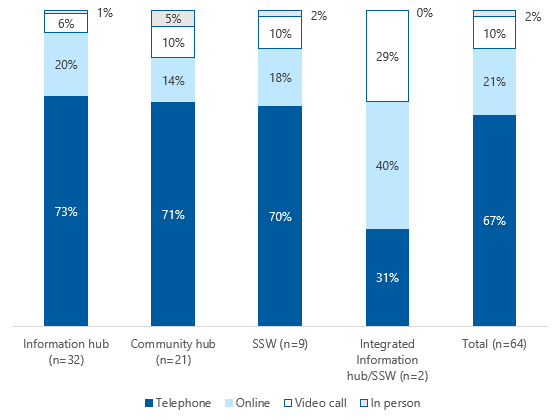 1% 5% 2% 0% 2%
6% 10% 10% 29% 10%
20% 14% 18% 40% 21%
73% 71% 70% 31% 67%
Information hub (n=32)
Community hub (n=21)
SSW (n=9)
Integrated Information hub/SSW (n=2)
Total (n=64)
Telephone Online Video call In person